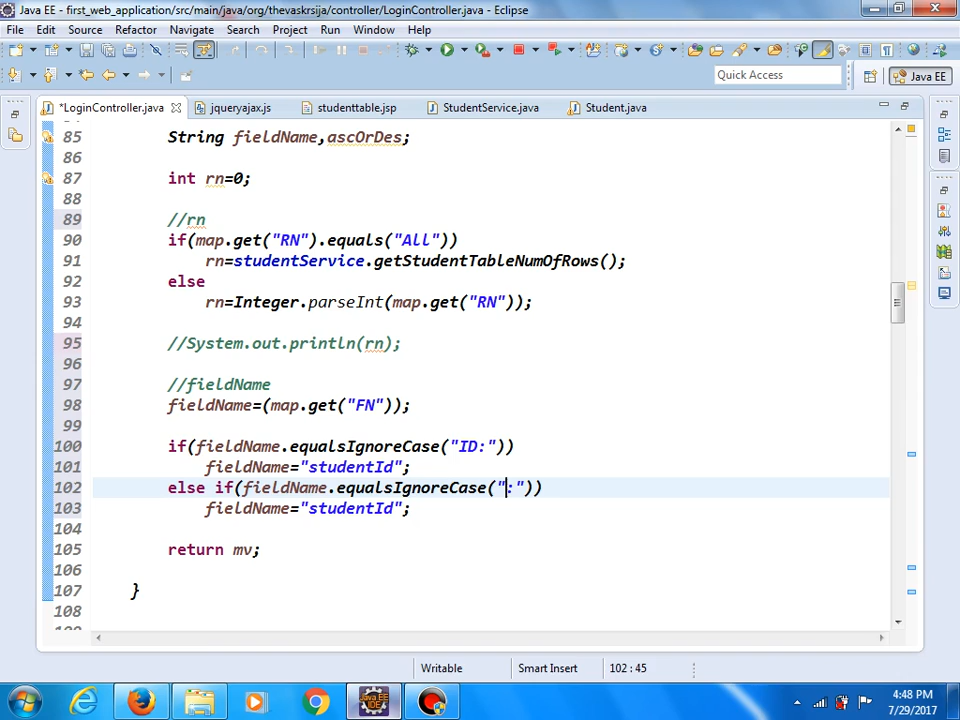 Java EE - first_web_application/src/main/java/org/thevaskrsija/controller/LoginController.java - Eclipse
File Edit Source Refactor Navigate Search Project Run Window Help
Quick Access
Java EE
*LoginController.java jqueryajax.js studenttable.jsp StudentService.java Student.java
85 String fieldName,ascOrDes;
86
87 int rn=0;
88
89 //rn
90 if(map.get("RN").equals("All"))
91 rn=studentService.getStudentTableNumOfRows();
92 else
93 rn=Integer.parseInt(map.get("RN"));
94
95 //System.out.println(rn);
96
97 //fieldName
98 fieldName=(map.get("FN"));
99
100 if(fieldName.equalsIgnoreCase("ID:"))
101 fieldName="studentId";
102 else if(fieldName.equalsIgnoreCase(":"))
103 fieldName="studentId";
104
105 return mv;
106
107 }
108
Writable Smart Insert 102 : 45
Java EE IDE
4:48 PM
7/29/2017